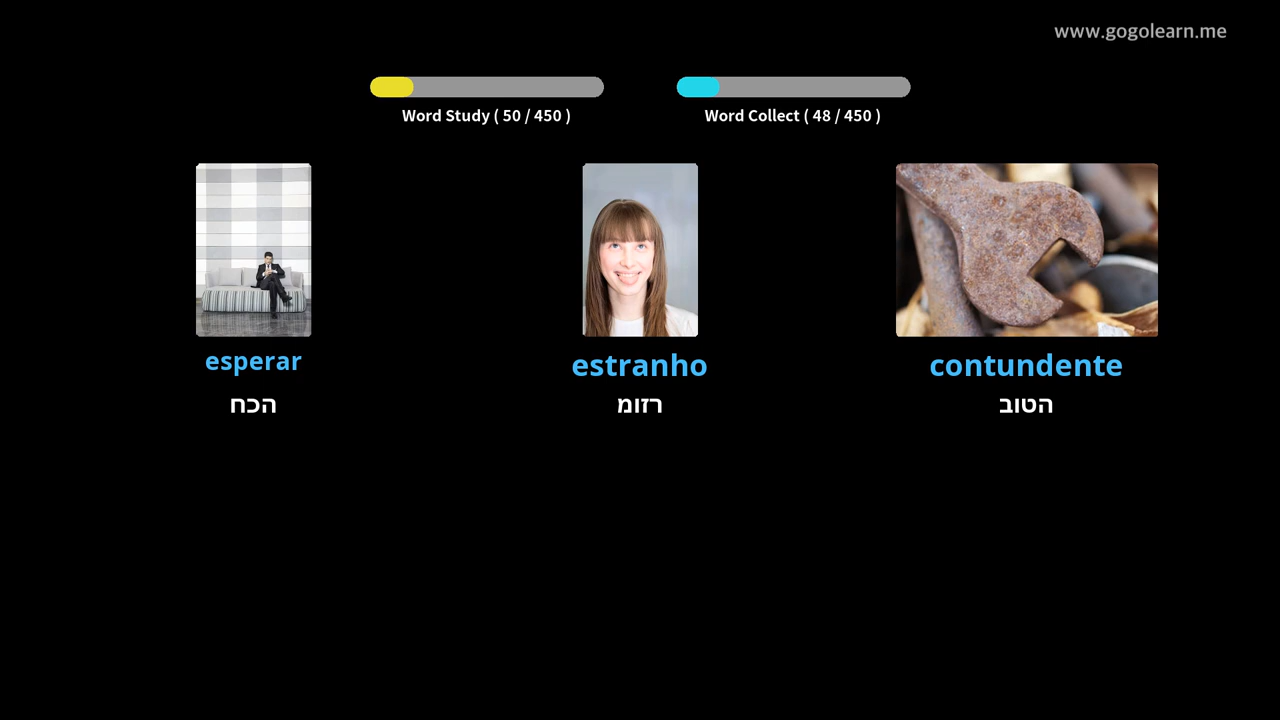 www.gogolearn.me
Word Study ( 50 / 450 )
Word Collect ( 48 / 450 )
esperar
הכח
estranho
רזומ
contundente
הטוב